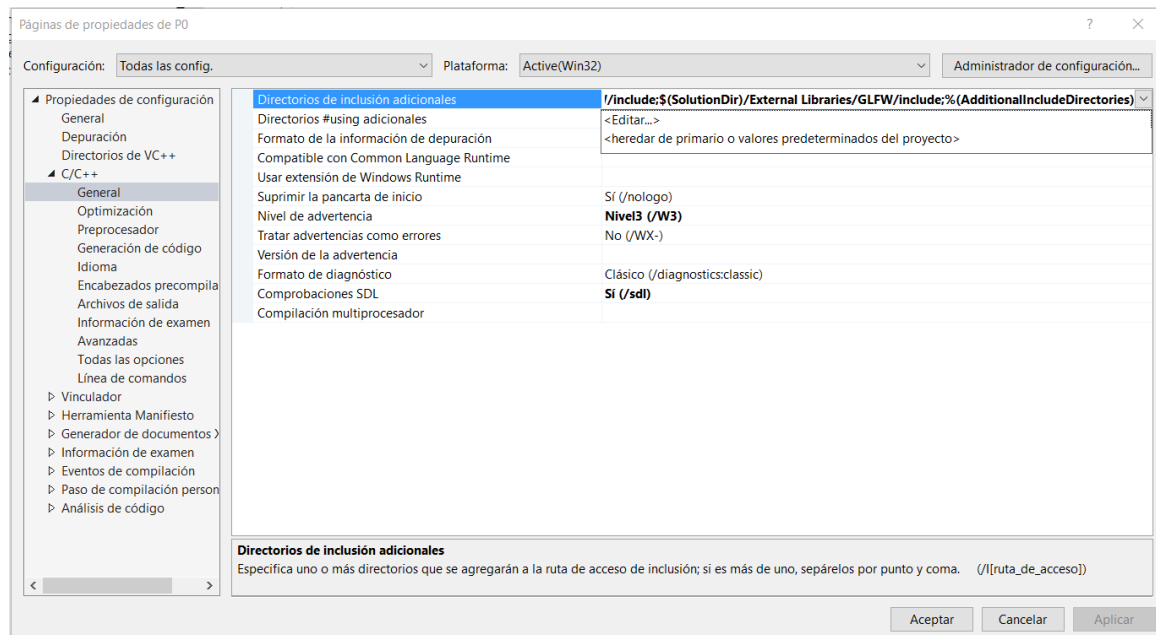 Páginas de propiedades de P0
Configuración: Todas las config. Plataforma: Active(Win32) Administrador de configuración...
Propiedades de configuración
General
Depuración
Directorios de VC++
C/C++
General
Optimización
Preprocesador
Generación de código
Idioma
Encabezados precompila
Archivos de salida
Información de examen
Avanzadas
Todas las opciones
Línea de comandos
Vinculador
Herramienta Manifiesto
Generador de documentos X
Información de examen
Eventos de compilación
Paso de compilación person
Análisis de código
Directorios de inclusión adicionales /include;$(SolutionDir)/External Libraries/GLFW/include;%(AdditionalIncludeDirectories)
Directorios #using adicionales <Editar...>
Formato de la información de depuración <heredar de primario o valores predeterminados del proyecto>
Compatible con Common Language Runtime
Usar extensión de Windows Runtime
Suprimir la pancarta de inicio Sí (/nologo)
Nivel de advertencia Nivel3 (/W3)
Tratar advertencias como errores No (/WX-)
Versión de la advertencia
Formato de diagnóstico Clásico (/diagnostics:classic)
Comprobaciones SDL Sí (/sdl)
Compilación multiprocesador
Directorios de inclusión adicionales
Especifica uno o más directorios que se agregarán a la ruta de acceso de inclusión; si es más de uno, sepárelos por punto y coma. (/I[ruta_de_acceso])
Aceptar Cancelar Aplicar